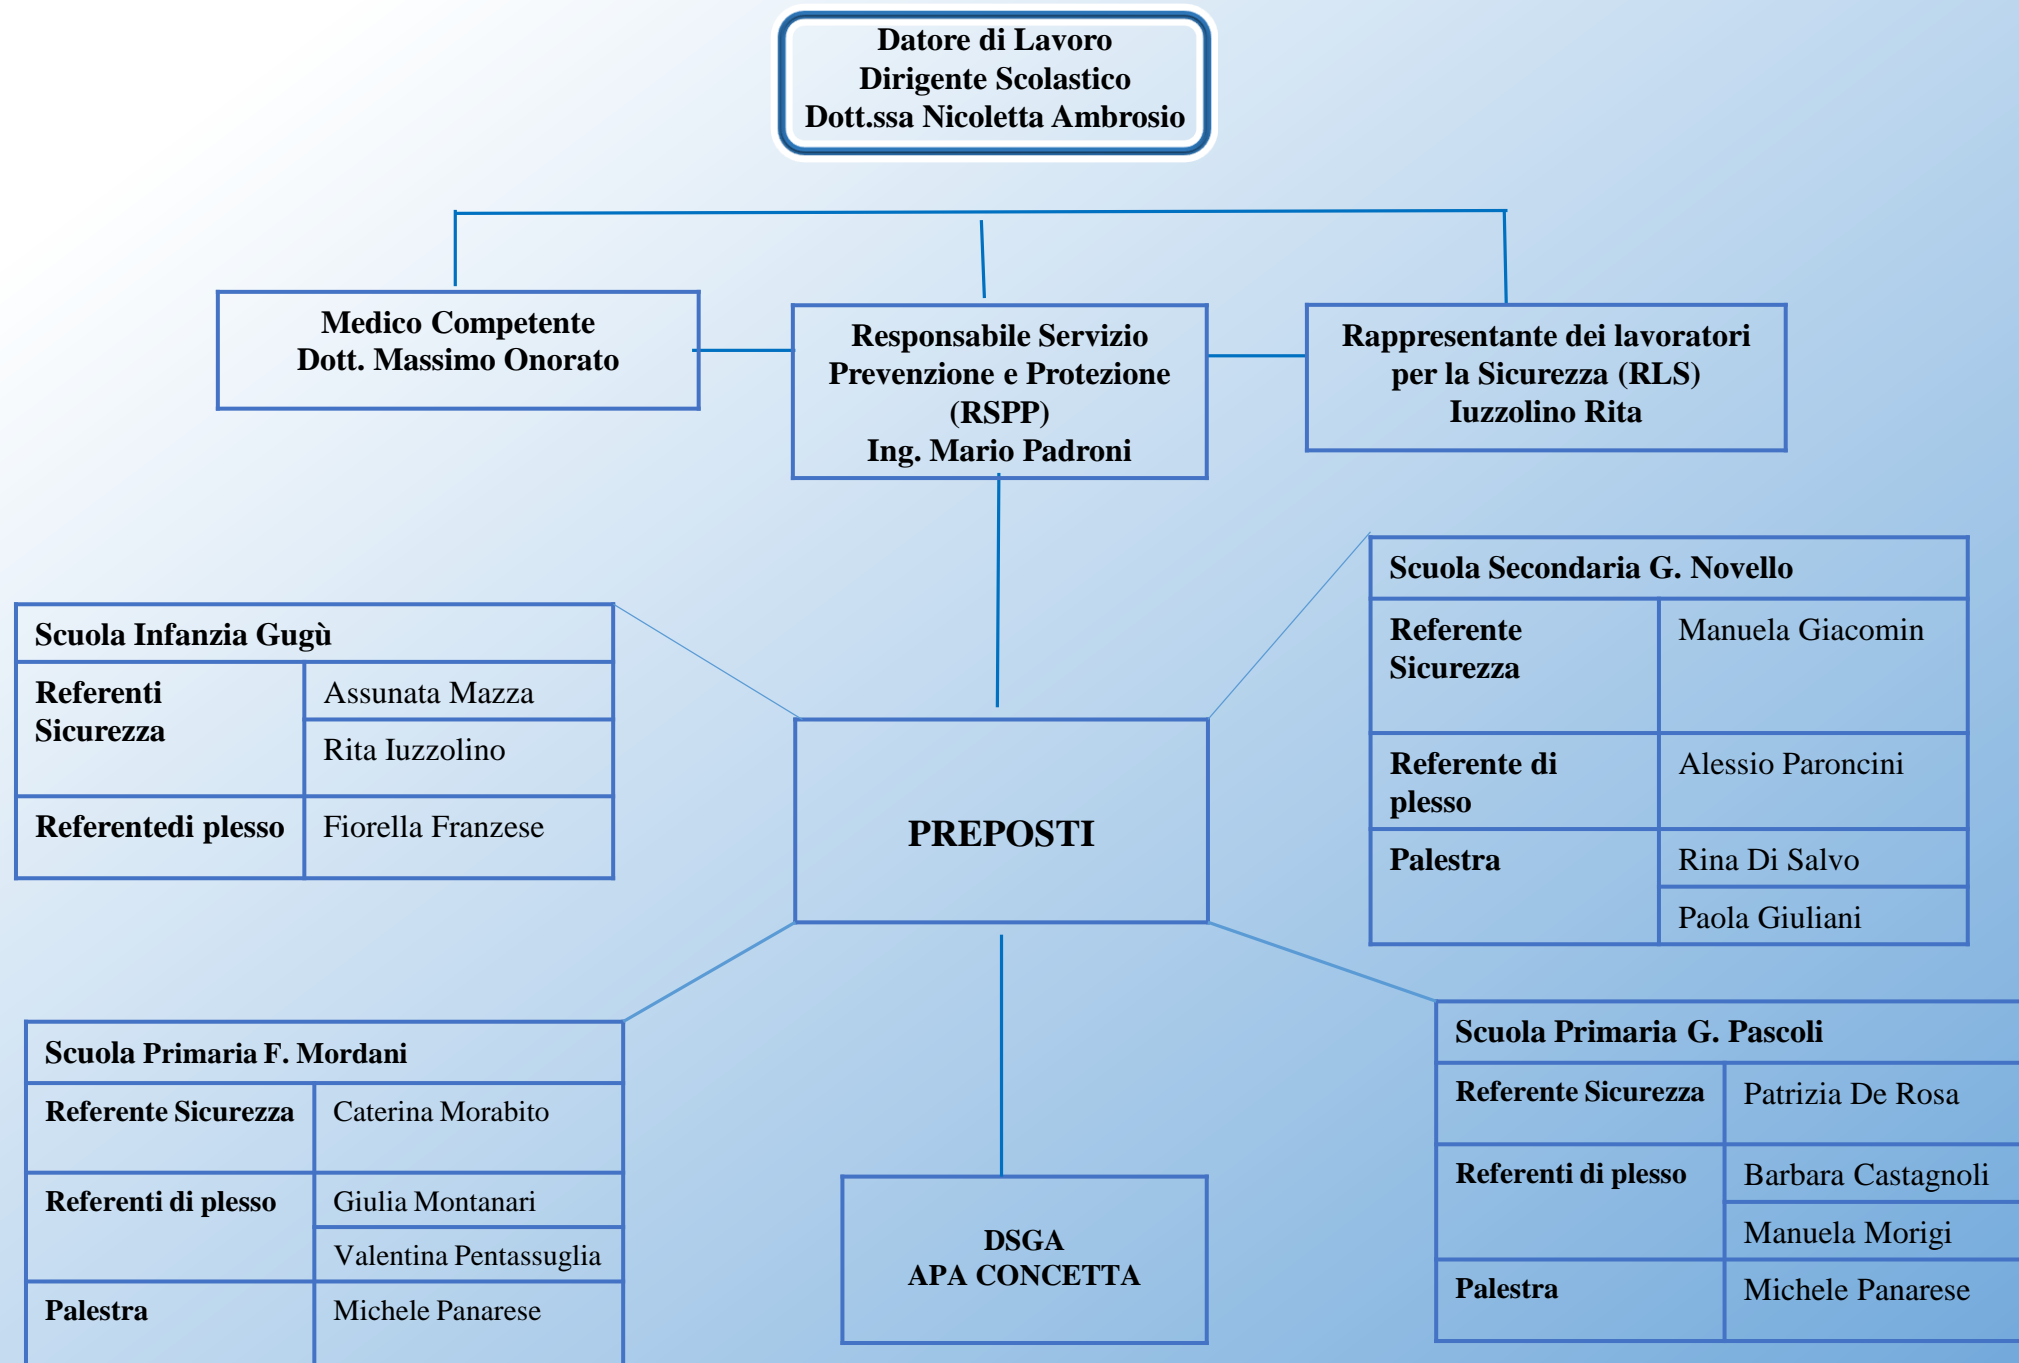 Datore di Lavoro
Dirigente Scolastico
Dott.ssa Nicoletta Ambrosio
Medico Competente
Dott. Massimo Onorato
Responsabile Servizio
Prevenzione e Protezione
(RSPP)
Ing. Mario Padroni
Rappresentante dei lavoratori
per la Sicurezza (RLS)
Iuzzolino Rita
Scuola Infanzia Gugù
Referenti
Sicurezza
Assunata Mazza
Rita Iuzzolino
Referentedi plesso
Fiorella Franzese
PREPOSTI
Scuola Secondaria G. Novello
Referente
Sicurezza
Manuela Giacomin
Referente di
plesso
Alessio Paroncini
Palestra
Rina Di Salvo
Paola Giuliani
Scuola Primaria F. Mordani
Referente Sicurezza
Caterina Morabito
Referenti di plesso
Giulia Montanari
Valentina Pentassuglia
Palestra
Michele Panarese
DSGA
APA CONCETTA
Scuola Primaria G. Pascoli
Referente Sicurezza
Patrizia De Rosa
Referenti di plesso
Barbara Castagnoli
Manuela Morigi
Palestra
Michele Panarese